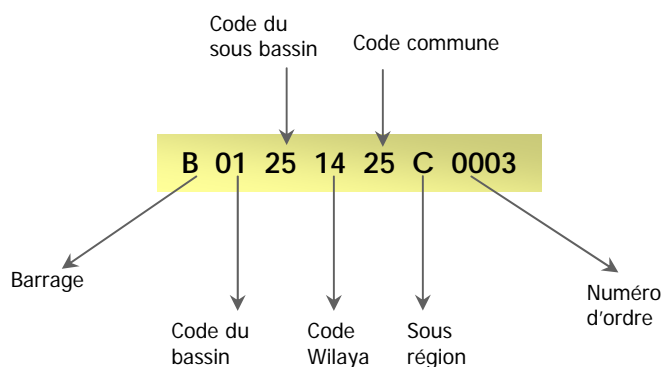 Code du
sous bassin
Code commune
B 01 25 14 25 C 0003
Barrage
Numéro
d'ordre
Code du
bassin
Code
Wilaya
Sous
région